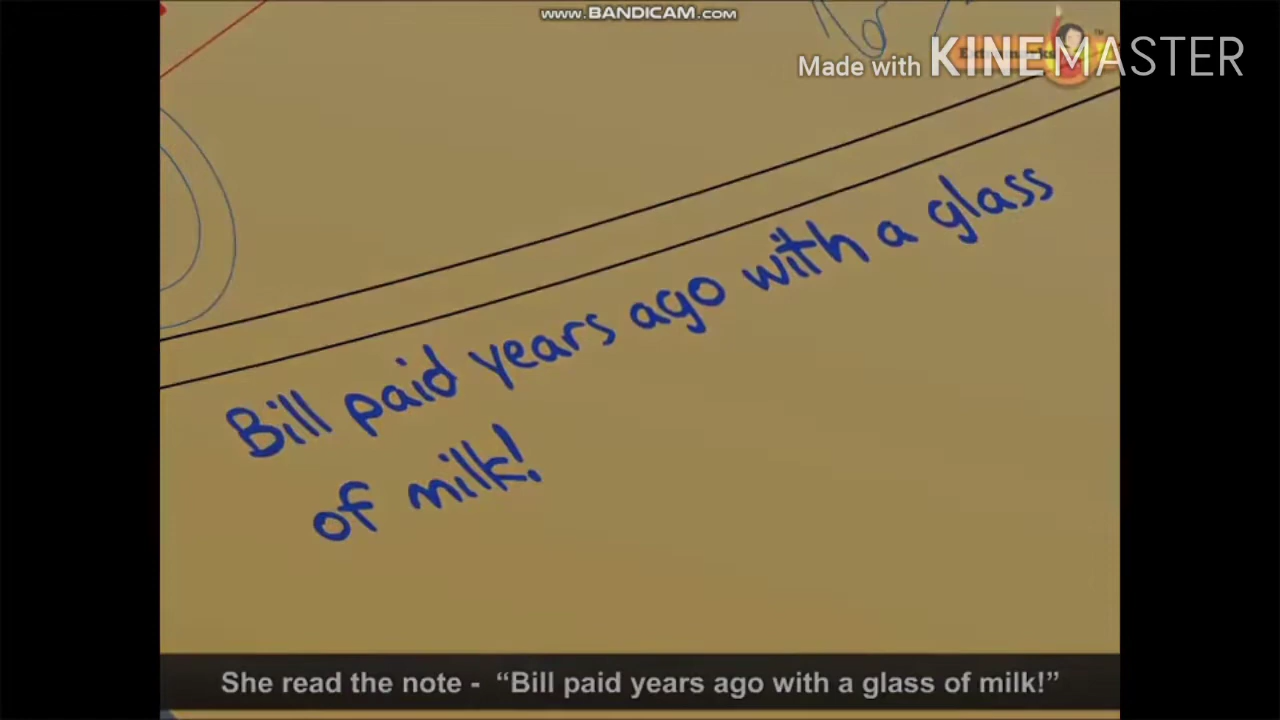 www.BANDICAM.com
Made with KINEMASTER
Bill paid years ago with a glass
of milk!
She read the note - “Bill paid years ago with a glass of milk!”